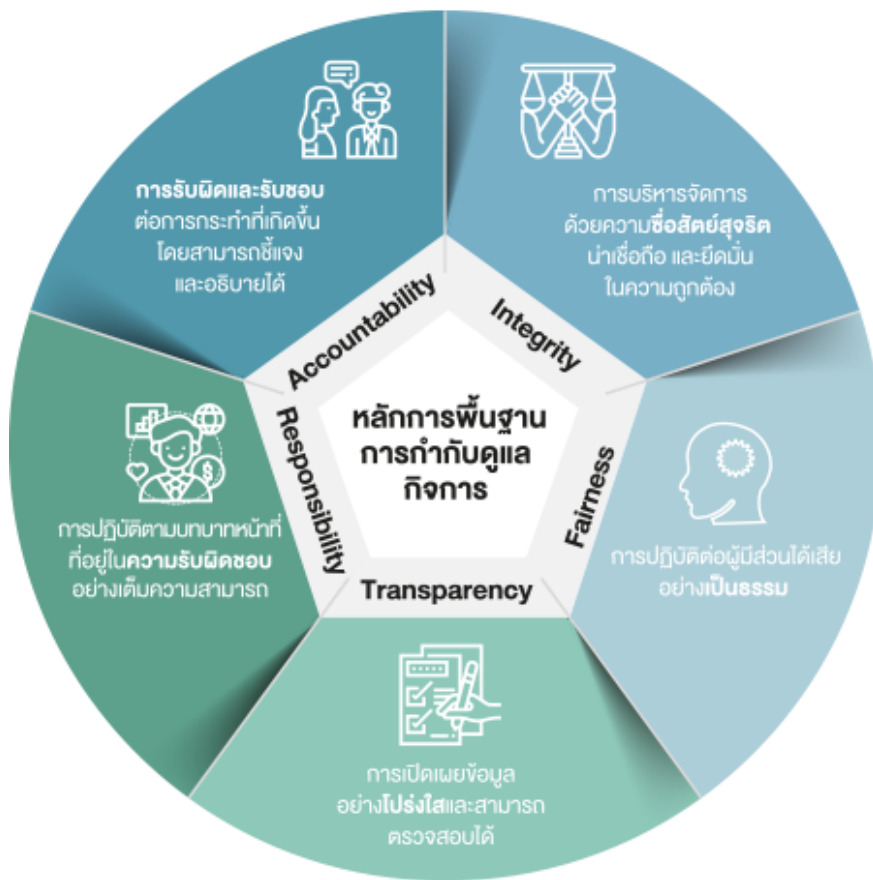 การรับผิดและรับชอบ
ต่อการกระทำที่เกิดขึ้น
โดยสามารถชี้แจง
และอธิบายได้
การบริหารจัดการ
ด้วยความซื่อสัตย์สุจริต
น่าเชื่อถือ และยึดมั่น
ในความถูกต้อง
Accountability
Integrity
หลักการพื้นฐาน
การกำกับดูแล
กิจการ
Responsibility
Fairness
Transparency
การปฏิบัติตามบทบาทหน้าที่
ที่อยู่ในความรับผิดชอบ
อย่างเต็มความสามารถ
การปฏิบัติต่อผู้มีส่วนได้เสีย
อย่างเป็นธรรม
การเปิดเผยข้อมูล
อย่างโปร่งใสและสามารถ
ตรวจสอบได้